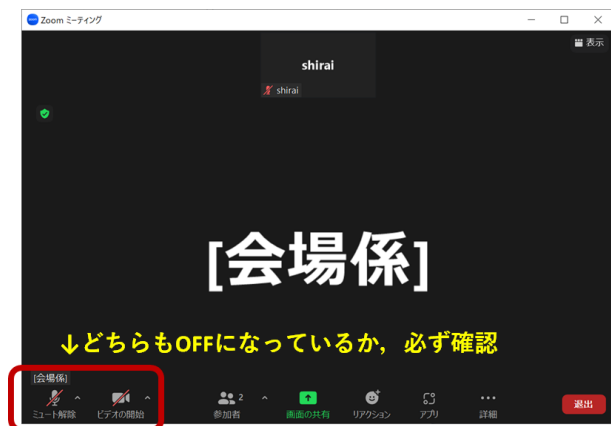 Zoom ミーティング
表示
shirai
shirai
[会場係]
↓どちらもOFFになっているか，必ず確認
[会場係]
ミュート解除 ビデオの開始 参加者 2 画面の共有 リアクション アプリ 詳細 退出